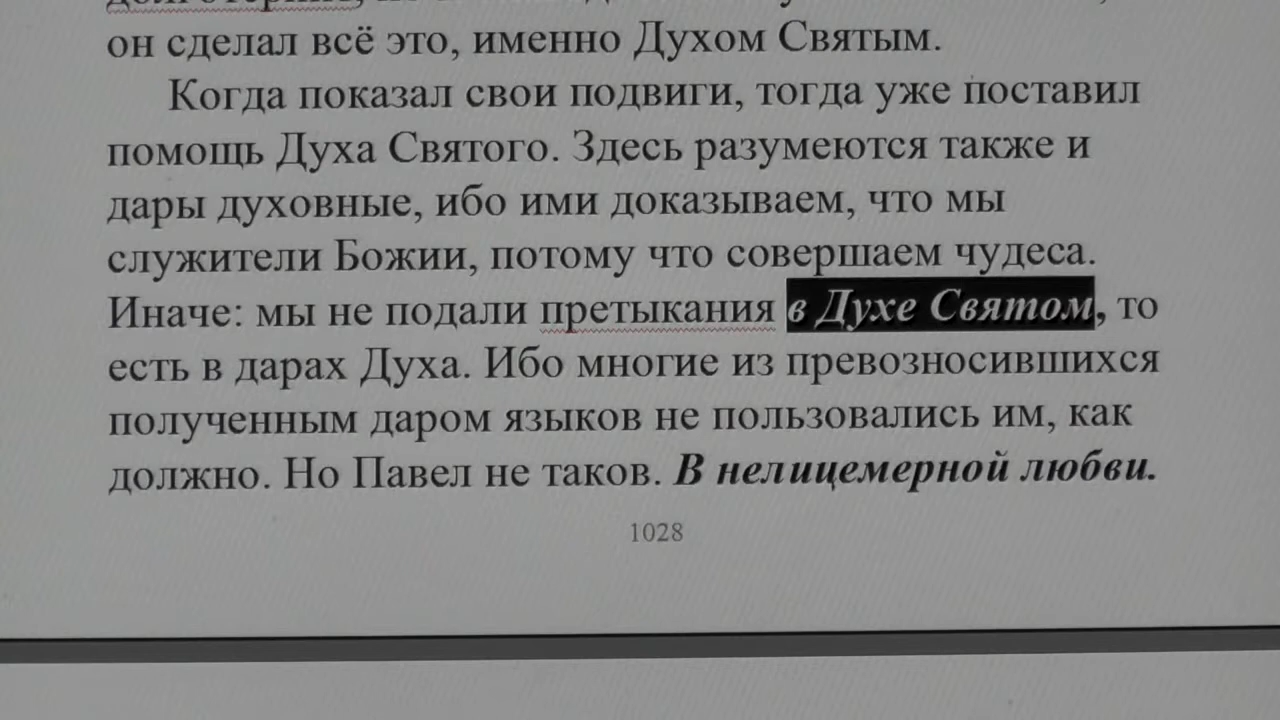 он сделал всё это, именно Духом Святым.
Когда показал свои подвиги, тогда уже поставил
помощь Духа Святого. Здесь разумеются также и
дары духовные, ибо ими доказываем, что мы
служители Божии, потому что совершаем чудеса.
Иначе: мы не подали претыкания в Духе Святом, то
есть в дарах Духа. Ибо многие из превозносившихся
полученным даром языков не пользовались им, как
должно. Но Павел не таков. В нелицемерной любви.
1028